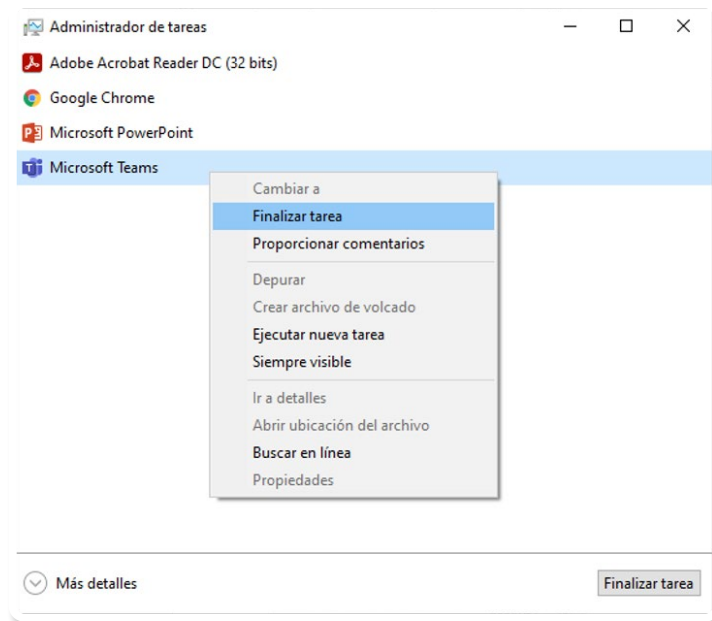 Administrador de tareas
Adobe Acrobat Reader DC (32 bits)
Google Chrome
Microsoft PowerPoint
Microsoft Teams
Cambiar a
Finalizar tarea
Proporcionar comentarios
Depurar
Crear archivo de volcado
Ejecutar nueva tarea
Siempre visible
Ir a detalles
Abrir ubicación del archivo
Buscar en línea
Propiedades
Más detalles
Finalizar tarea